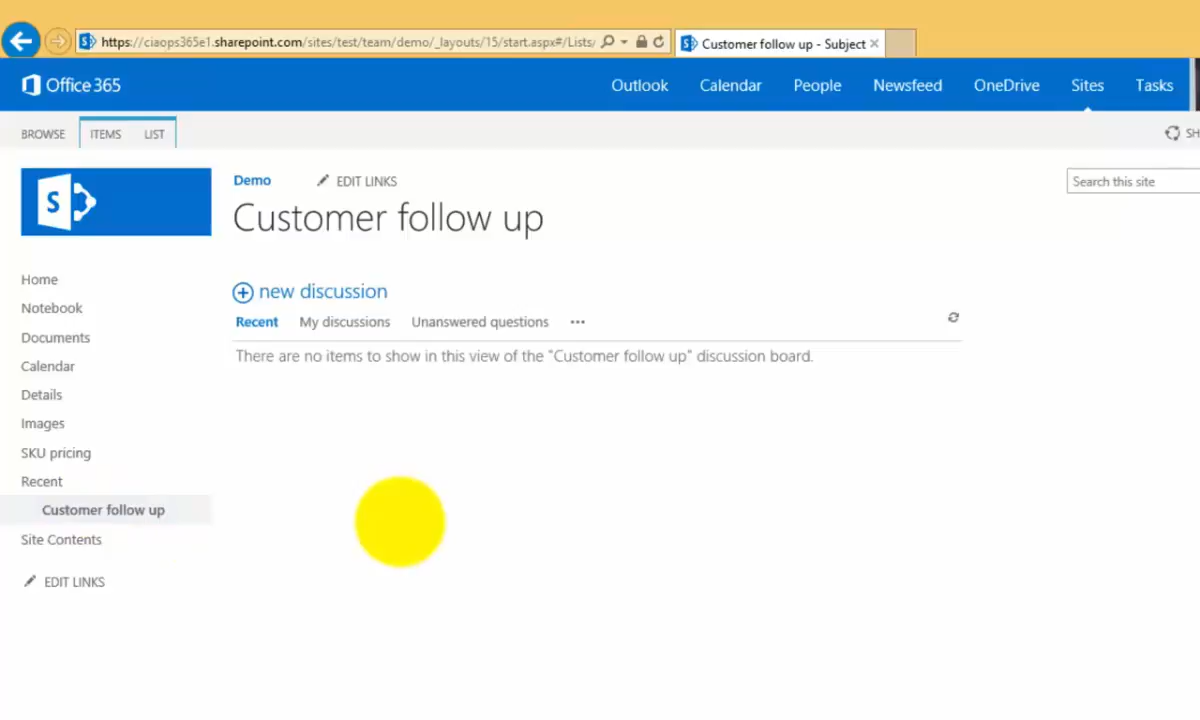 https://ciaops365e1.sharepoint.com/sites/test/team/demo/_layouts/15/start.aspx#/Lists/
Customer follow up - Subject
Office 365
Outlook
Calendar
People
Newsfeed
OneDrive
Sites
Tasks
BROWSE
ITEMS
LIST
SH
S
Demo
EDIT LINKS
Search this site
Customer follow up
Home
Notebook
Documents
Calendar
Details
Images
SKU pricing
Recent
Customer follow up
Site Contents
EDIT LINKS
new discussion
Recent
My discussions
Unanswered questions
There are no items to show in this view of the "Customer follow up" discussion board.